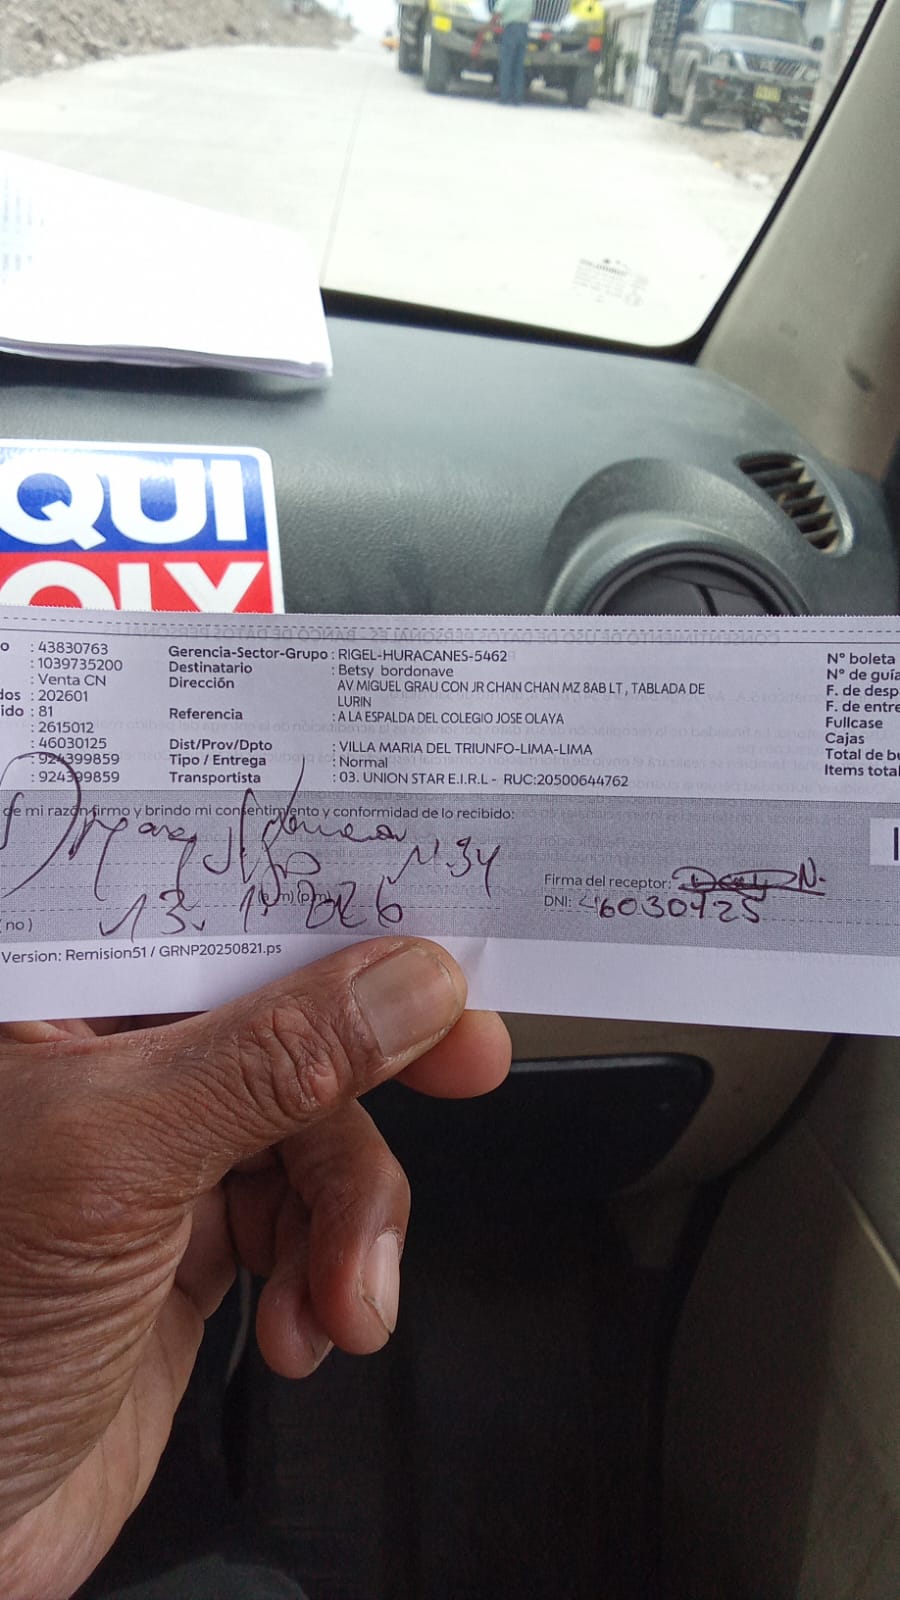 QUI
OLY
o : 43830763
: 1039735200
: Venta CN
dos : 202601
ido : 81
: 2615012
: 46030125
: 924399859
: 924399859
Gerencia-Sector-Grupo : RIGEL-HURACANES-5462
Destinatario : Betsy bordonave
Dirección AV MIGUEL GRAU CON JR CHAN CHAN MZ 8AB LT , TABLADA DE
LURIN
Referencia : A LA ESPALDA DEL COLEGIO JOSE OLAYA
Dist/Prov/Dpto : VILLA MARIA DEL TRIUNFO-LIMA-LIMA
Tipo / Entrega : Normal
Transportista : 03. UNION STAR E.I.R.L - RUC:20500644762
N° boleta
N° de guía
F. de desp
F. de entre
Fullcase
Cajas
Total de bu
Items total
de mi razón firmo y brindo mi consentimiento y conformidad de lo recibido:
Firma del receptor:
DNI: 46030125
(no)
Version: Remision51 / GRNP20250821.ps